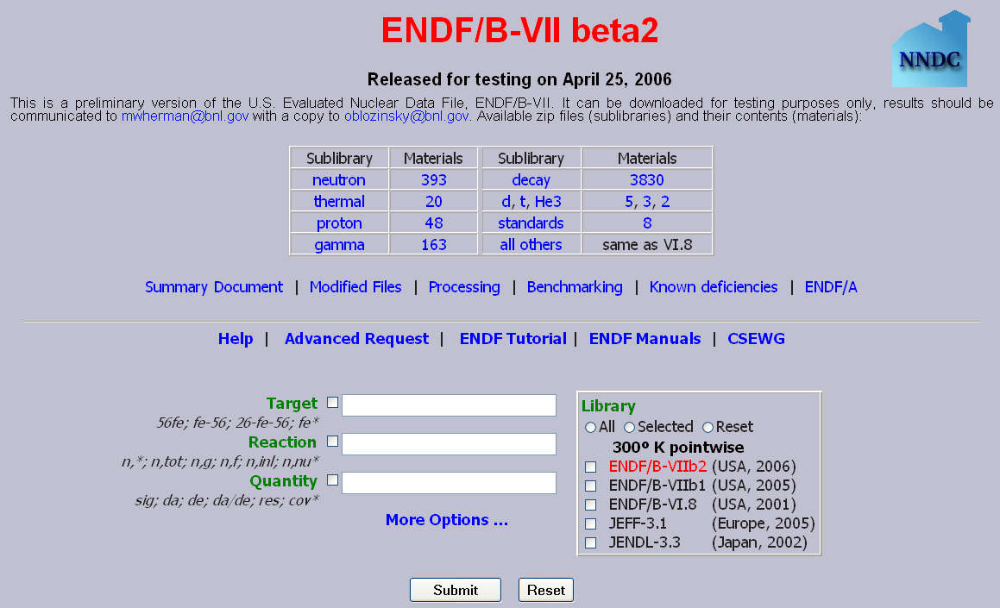 ENDF/B-VII beta2
NNDC
Released for testing on April 25, 2006
This is a preliminary version of the U.S. Evaluated Nuclear Data File, ENDF/B-VII. It can be downloaded for testing purposes only, results should be
communicated to mwherman@bnl.gov with a copy to oblozinsky@bnl.gov. Available zip files (sublibraries) and their contents (materials):
Sublibrary Materials Sublibrary Materials
neutron 393 decay 3830
thermal 20 d, t, He3 5, 3, 2
proton 48 standards 8
gamma 163 all others same as VI.8
Summary Document | Modified Files | Processing | Benchmarking | Known deficiencies | ENDF/A
Help | Advanced Request | ENDF Tutorial | ENDF Manuals | CSEWG
Target
56fe; fe-56; 26-fe-56; fe*
Reaction
n,*; n,tot; n,g; n,f; n,inl; n,nu*
Quantity
sig; da; de; da/de; res; cov*
More Options ...
Library
All Selected Reset
300º K pointwise
ENDF/B-VIIb2 (USA, 2006)
ENDF/B-VIIb1 (USA, 2005)
ENDF/B-VI.8 (USA, 2001)
JEFF-3.1 (Europe, 2005)
JENDL-3.3 (Japan, 2002)
Submit Reset